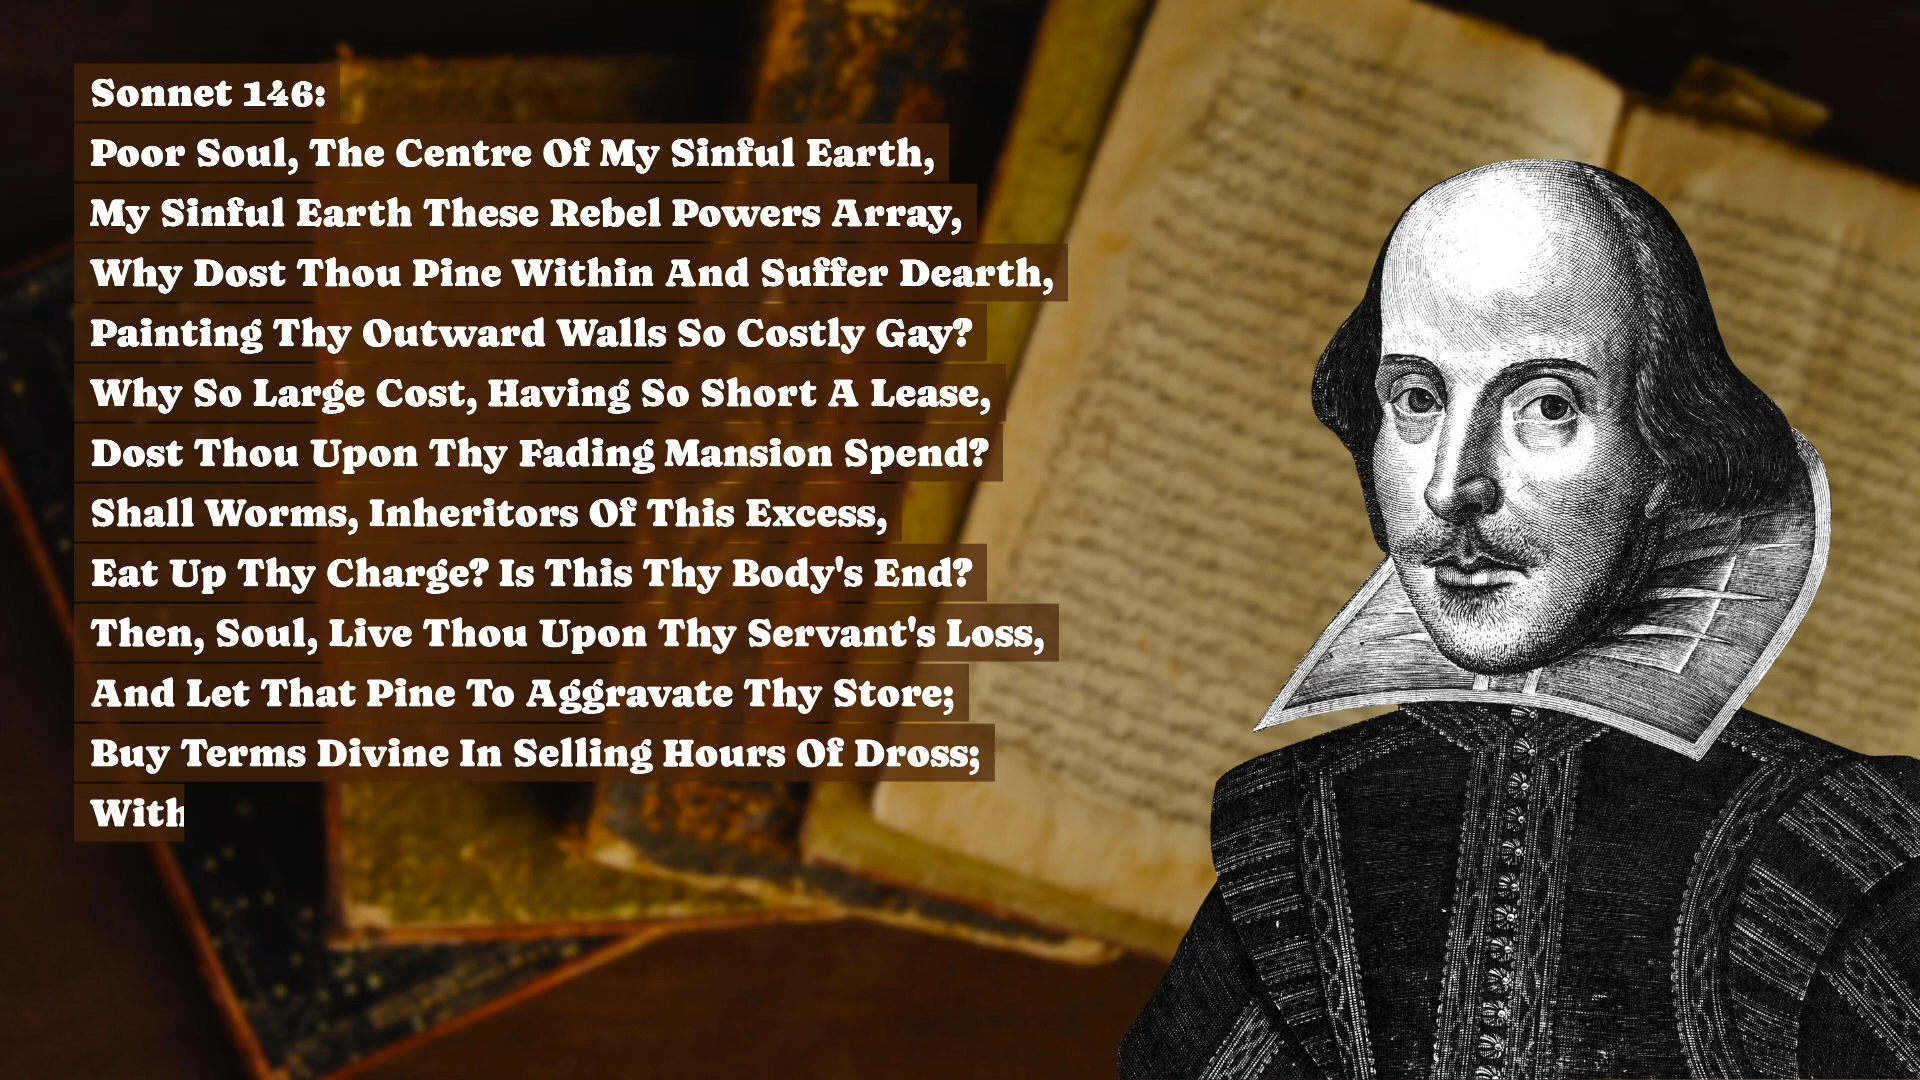 Sonnet 146:
Poor Soul, The Centre Of My Sinful Earth,
My Sinful Earth These Rebel Powers Array,
Why Dost Thou Pine Within And Suffer Dearth,
Painting Thy Outward Walls So Costly Gay?
Why So Large Cost, Having So Short A Lease,
Dost Thou Upon Thy Fading Mansion Spend?
Shall Worms, Inheritors Of This Excess,
Eat Up Thy Charge? Is This Thy Body's End?
Then, Soul, Live Thou Upon Thy Servant's Loss,
And Let That Pine To Aggravate Thy Store;
Buy Terms Divine In Selling Hours Of Dross;
With